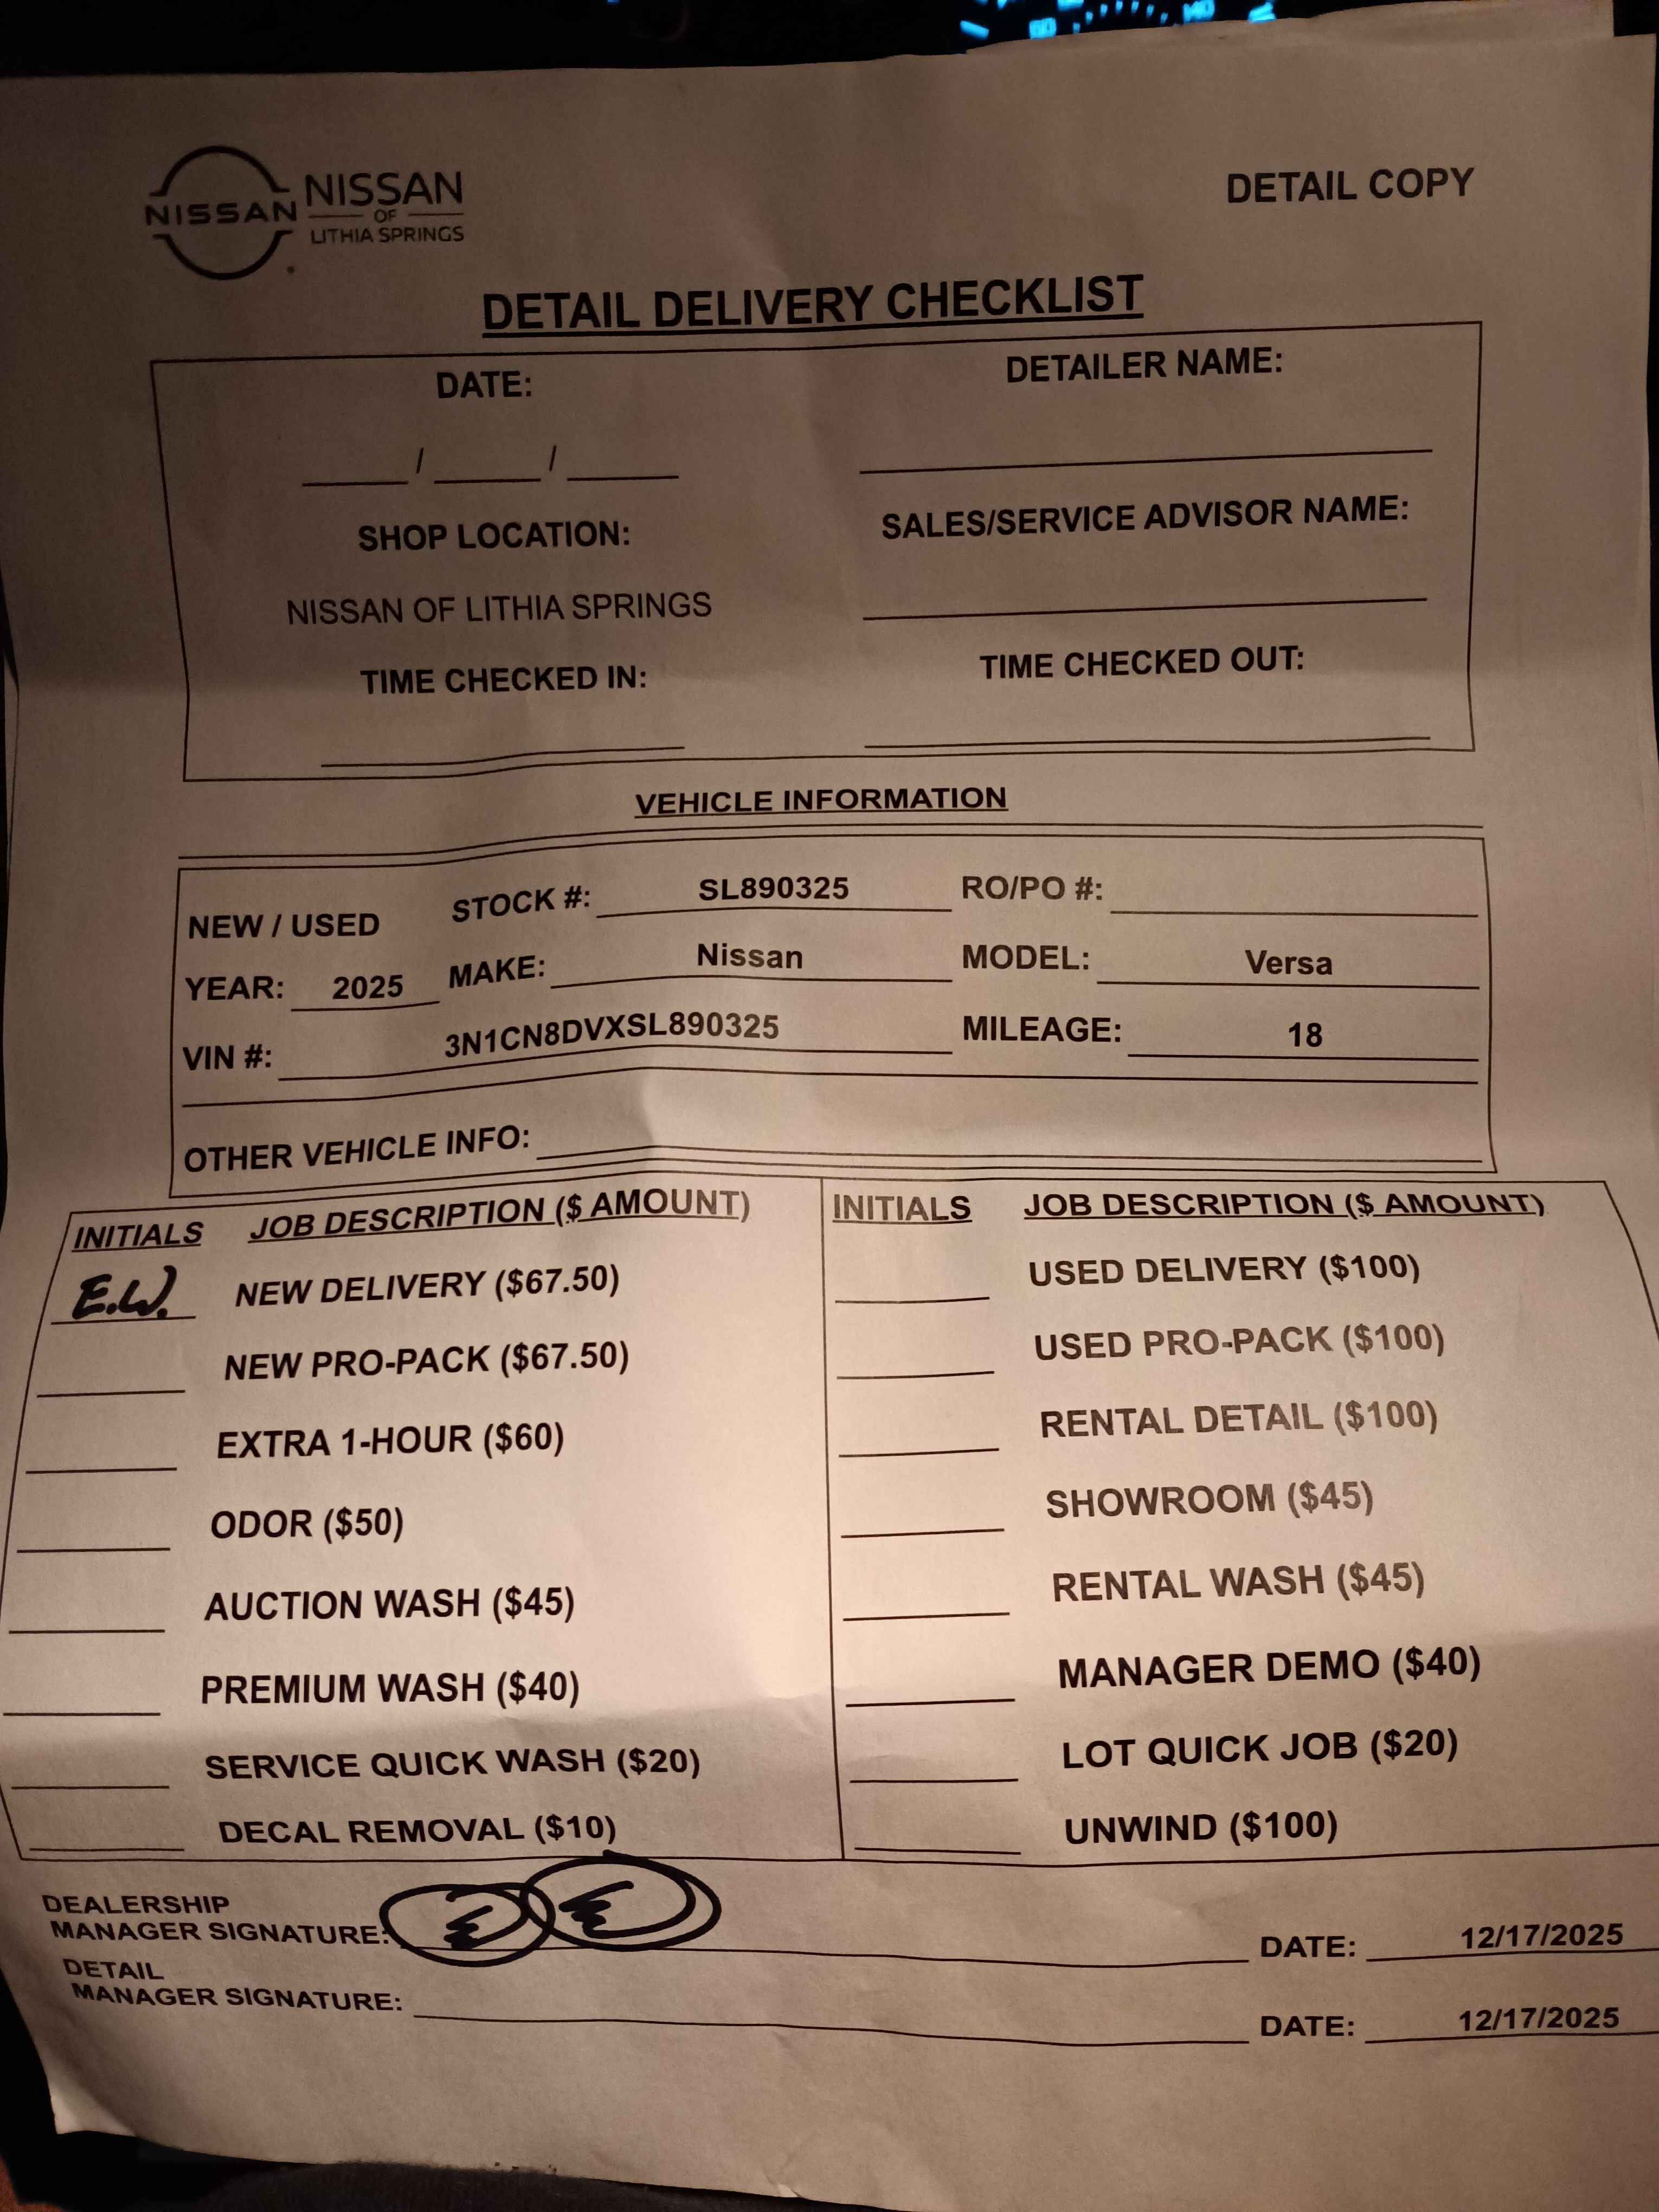 NISSAN
NISSAN
OF
LITHIA SPRINGS
DETAIL COPY
DETAIL DELIVERY CHECKLIST
DATE:
DETAILER NAME:
/ /
SHOP LOCATION:
SALES/SERVICE ADVISOR NAME:
NISSAN OF LITHIA SPRINGS
TIME CHECKED IN:
TIME CHECKED OUT:
VEHICLE INFORMATION
NEW / USED STOCK #: SL890325 RO/PO #:
YEAR: 2025 MAKE: Nissan MODEL: Versa
VIN #: 3N1CN8DVXSL890325 MILEAGE: 18
OTHER VEHICLE INFO:
INITIALS JOB DESCRIPTION ($ AMOUNT) INITIALS JOB DESCRIPTION ($ AMOUNT)
E.W. NEW DELIVERY ($67.50) USED DELIVERY ($100)
NEW PRO-PACK ($67.50) USED PRO-PACK ($100)
EXTRA 1-HOUR ($60) RENTAL DETAIL ($100)
ODOR ($50) SHOWROOM ($45)
AUCTION WASH ($45) RENTAL WASH ($45)
PREMIUM WASH ($40) MANAGER DEMO ($40)
SERVICE QUICK WASH ($20) LOT QUICK JOB ($20)
DECAL REMOVAL ($10) UNWIND ($100)
DEALERSHIP
MANAGER SIGNATURE: DATE: 12/17/2025
DETAIL
MANAGER SIGNATURE: DATE: 12/17/2025